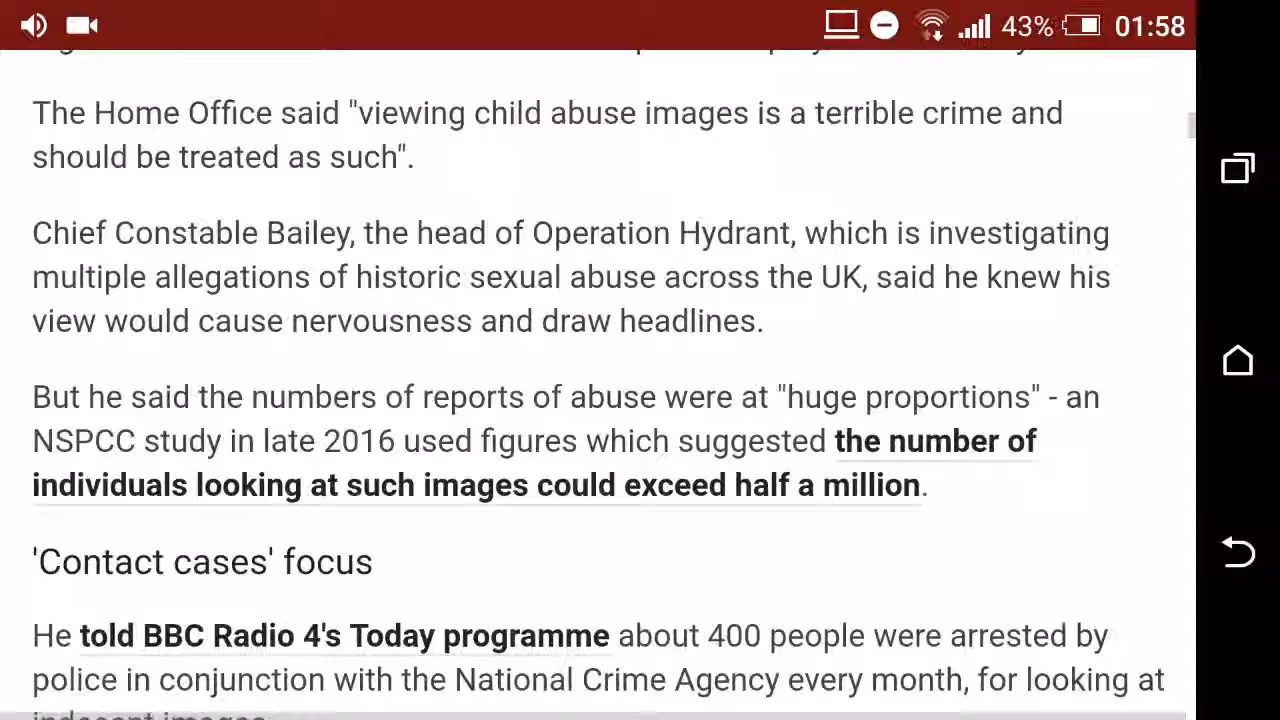 43% 01:58
The Home Office said "viewing child abuse images is a terrible crime and
should be treated as such".
Chief Constable Bailey, the head of Operation Hydrant, which is investigating
multiple allegations of historic sexual abuse across the UK, said he knew his
view would cause nervousness and draw headlines.
But he said the numbers of reports of abuse were at "huge proportions" - an
NSPCC study in late 2016 used figures which suggested the number of
individuals looking at such images could exceed half a million.
'Contact cases' focus
He told BBC Radio 4's Today programme about 400 people were arrested by
police in conjunction with the National Crime Agency every month, for looking at
indecent images